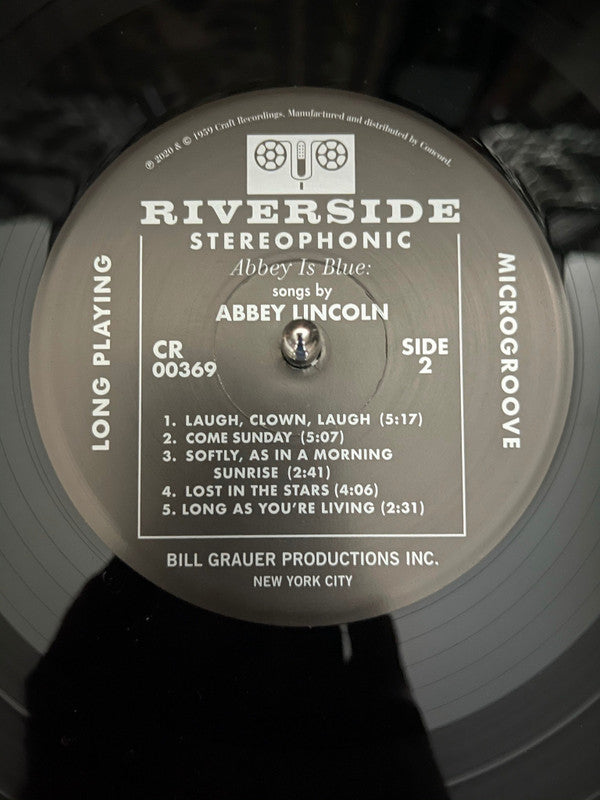 ℗ 2020 & © 1959 Craft Recordings. Manufactured and distributed by Concord.
RIVERSIDE
STEREOPHONIC
Abbey Is Blue:
songs by
ABBEY LINCOLN
LONG PLAYING
MICROGROOVE
CR
00369
SIDE
2
1. LAUGH, CLOWN, LAUGH (5:17)
2. COME SUNDAY (5:07)
3. SOFTLY, AS IN A MORNING
SUNRISE (2:41)
4. LOST IN THE STARS (4:06)
5. LONG AS YOU'RE LIVING (2:31)
BILL GRAUER PRODUCTIONS INC.
NEW YORK CITY